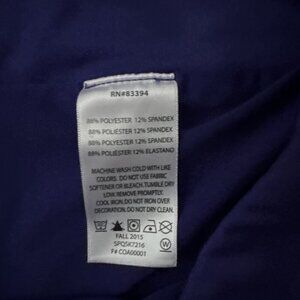 RN#83394
88% POLYESTER 12% SPANDEX
88% POLYESTER 12% SPANDEX
88% POLYESTER 12% SPANDEX
88% POLYESTER 12% ELASTANO
MACHINE WASH COLD WITH LIKE
COLORS. DO NOT USE FABRIC
SOFTENER OR BLEACH.TUMBLE DRY
LOW. REMOVE PROMPTLY.
COOL IRON. DO NOT IRON OVER
DECORATION. DO NOT DRY CLEAN.
FALL 2015
SPQSK7216
F# COA60001